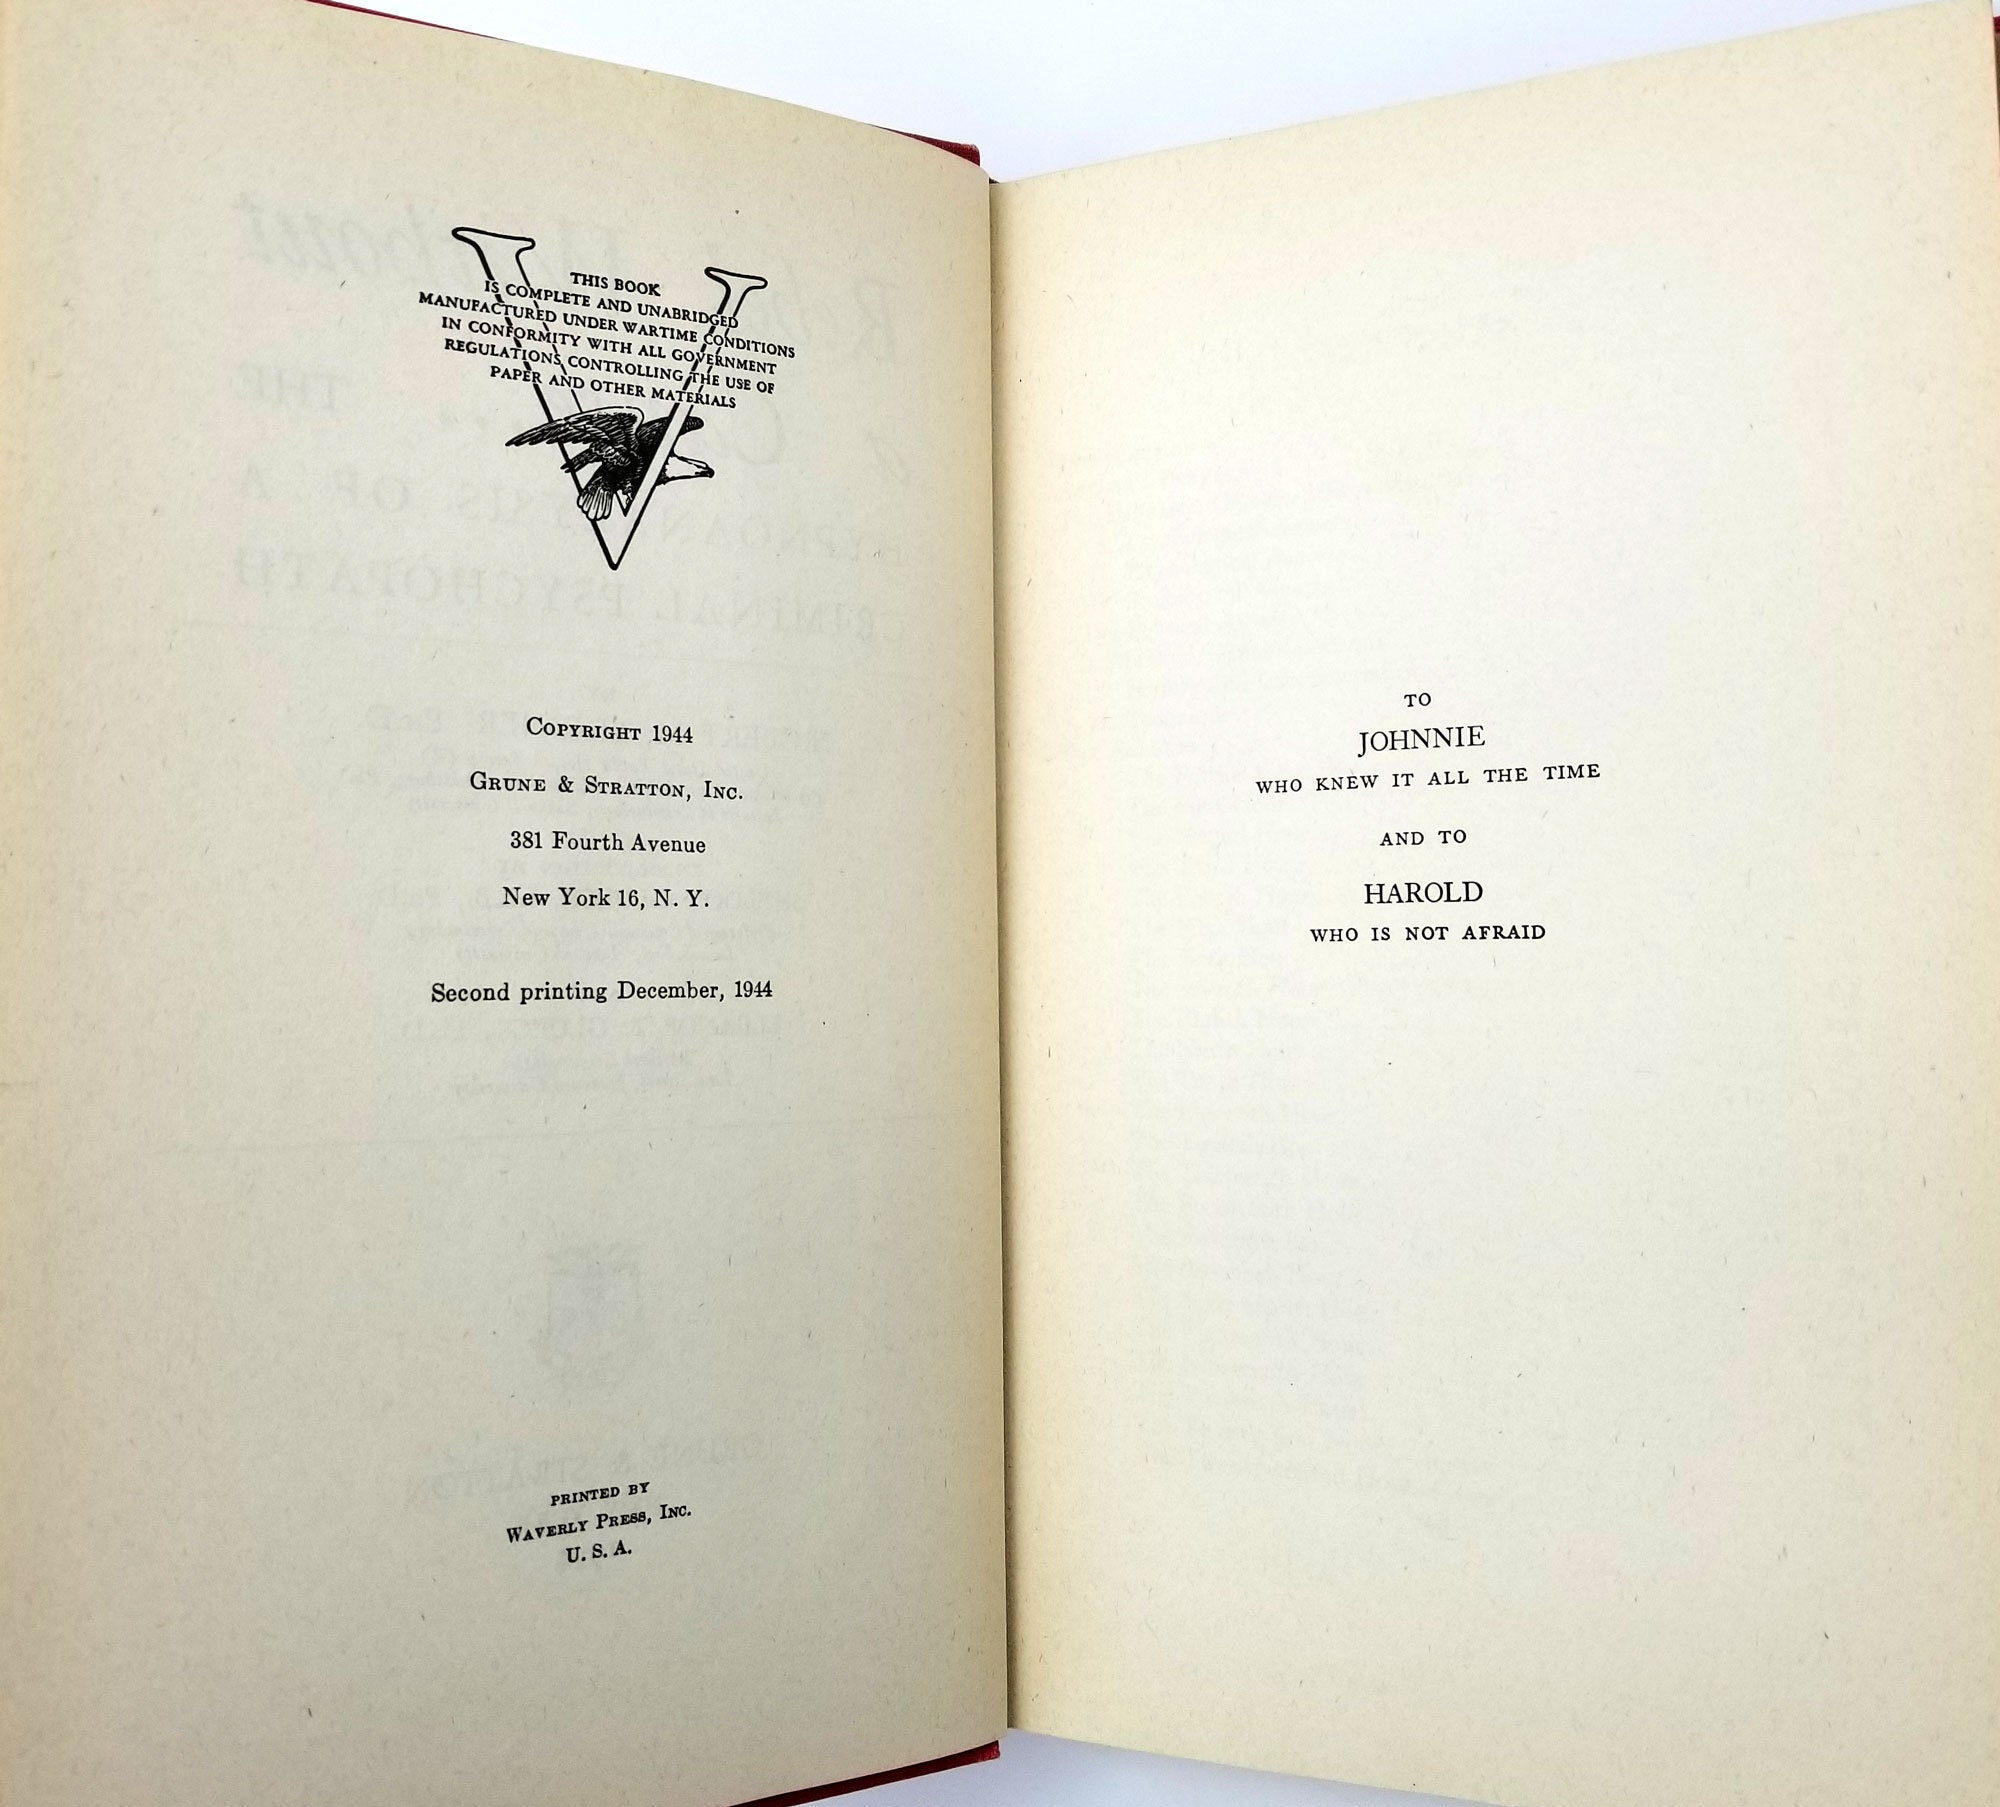 THIS BOOK
IS COMPLETE AND UNABRIDGED
MANUFACTURED UNDER WARTIME CONDITIONS
IN CONFORMITY WITH ALL GOVERNMENT
REGULATIONS CONTROLLING THE USE OF
PAPER AND OTHER MATERIALS
COPYRIGHT 1944
GRUNE & STRATTON, INC.
381 Fourth Avenue
New York 16, N. Y.
Second printing December, 1944
PRINTED BY
WAVERLY PRESS, INC.
U. S. A.
TO
JOHNNIE
WHO KNEW IT ALL THE TIME
AND TO
HAROLD
WHO IS NOT AFRAID